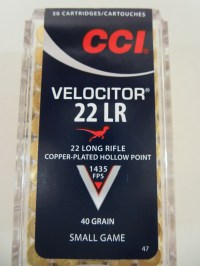 50 CARTRIDGES/CARTOUCHES
CCI
VELOCITOR®
22 LR
22 LONG RIFLE
COPPER-PLATED HOLLOW POINT
1435
FPS
40 GRAIN
SMALL GAME
47